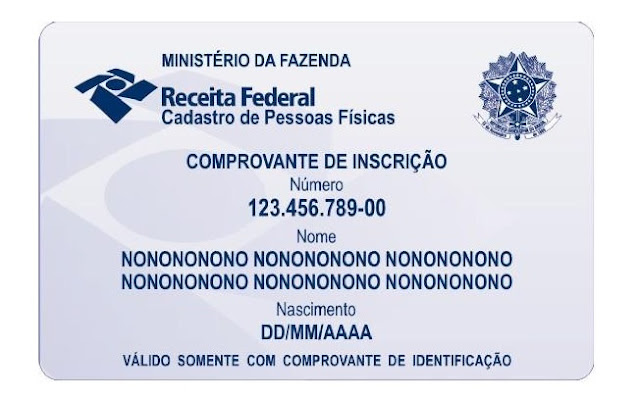 MINISTÉRIO DA FAZENDA
Receita Federal
Cadastro de Pessoas Físicas
COMPROVANTE DE INSCRIÇÃO
Número
123.456.789-00
Nome
NONONONONO NONONONONO NONONONONO
NONONONONO NONONONONO NONONONONO
Nascimento
DD/MM/AAAA
VÁLIDO SOMENTE COM COMPROVANTE DE IDENTIFICAÇÃO